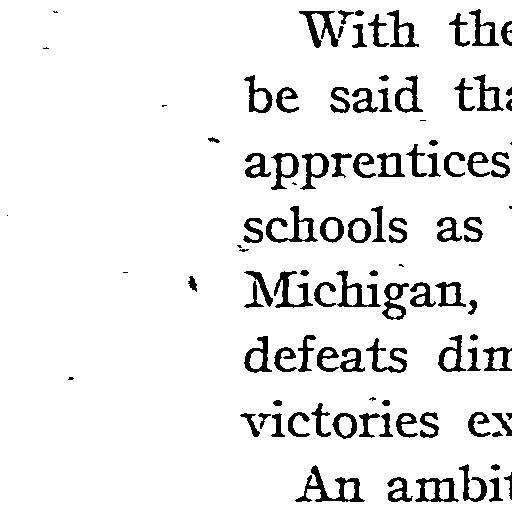 With the
be said tha
apprentices
schools as
Michigan,
defeats dim
victories ex
An ambit